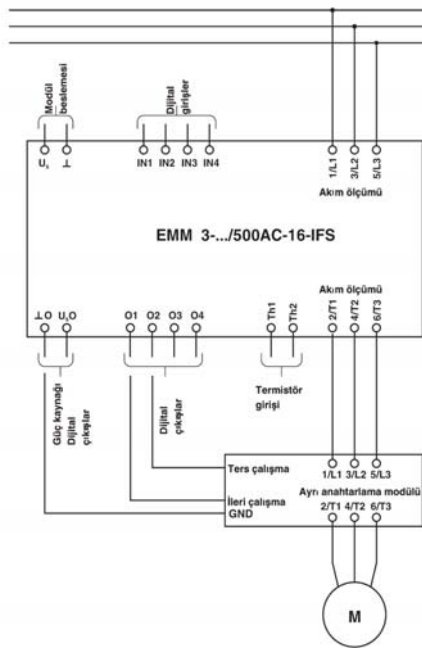 Modül
beslemesi
Dijital
girişler
U_s
⊥
IN1
IN2
IN3
IN4
1/L1
3/L2
5/L3
Akım ölçümü
EMM 3-.../500AC-16-IFS
Akım ölçümü
⊥O
U_sO
O1
O2
O3
O4
Th1
Th2
2/T1
4/T2
6/T3
Güç kaynağı
Dijital
çıkışlar
Dijital
çıkışlar
Termistör
girişi
Ters çalışma
1/L1
3/L2
5/L3
Ayrı anahtarlama modülü
İleri çalışma
GND
2/T1
4/T2
6/T3
M